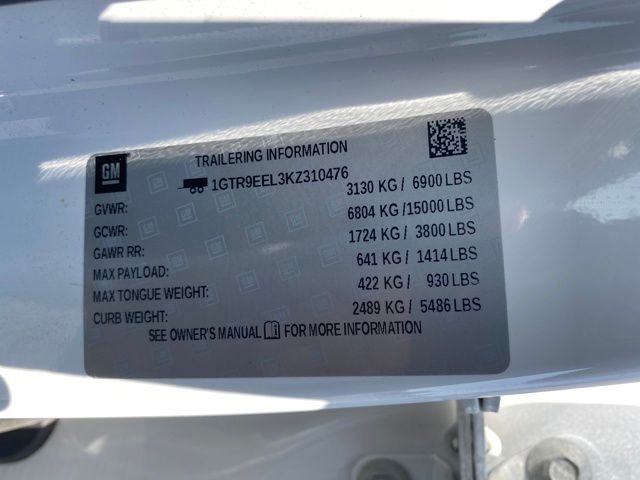 GM
TRAILERING INFORMATION
1GTR9EEL3KZ310476
GVWR: 3130 KG / 6900 LBS
GCWR: 6804 KG / 15000 LBS
GAWR RR: 1724 KG / 3800 LBS
MAX PAYLOAD: 641 KG / 1414 LBS
MAX TONGUE WEIGHT: 422 KG / 930 LBS
CURB WEIGHT: 2489 KG / 5486 LBS
SEE OWNER'S MANUAL FOR MORE INFORMATION